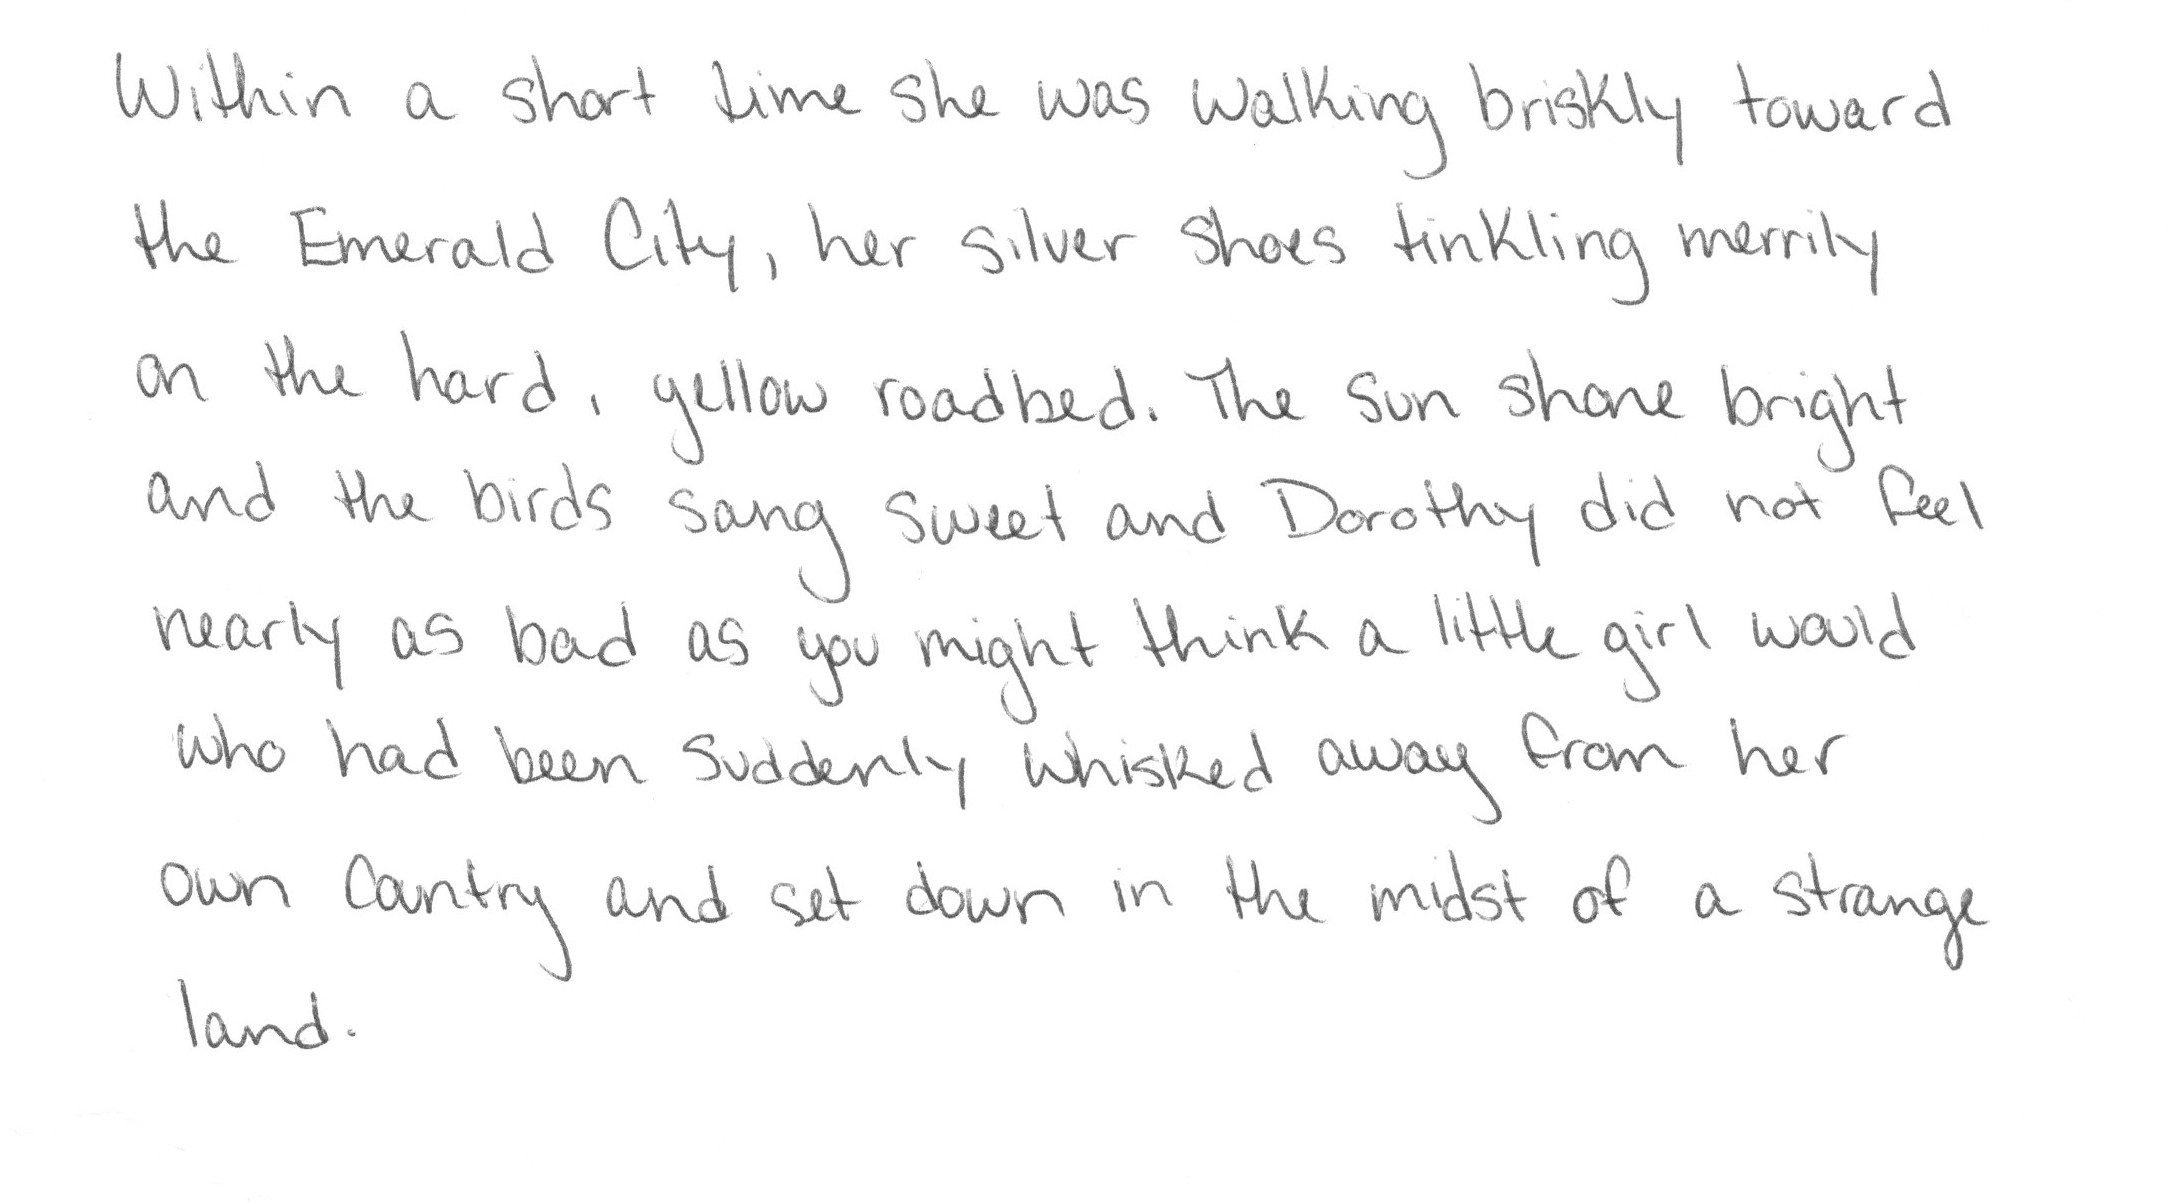 Within a short time she was walking briskly toward
the Emerald City, her silver shoes tinkling merrily
on the hard, yellow roadbed. The sun shone bright
and the birds sang sweet and Dorothy did not feel
nearly as bad as you might think a little girl would
who had been suddenly whisked away from her
own country and set down in the midst of a strange
land.